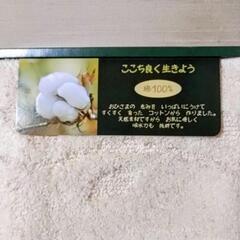 ここち良く生きよう
綿100%
おひさまの 恵みを いっぱいにうけて
すくすく 育った コットンから 作りました。
天然素材ですから お肌に優しく
吸水力も 抜群です。